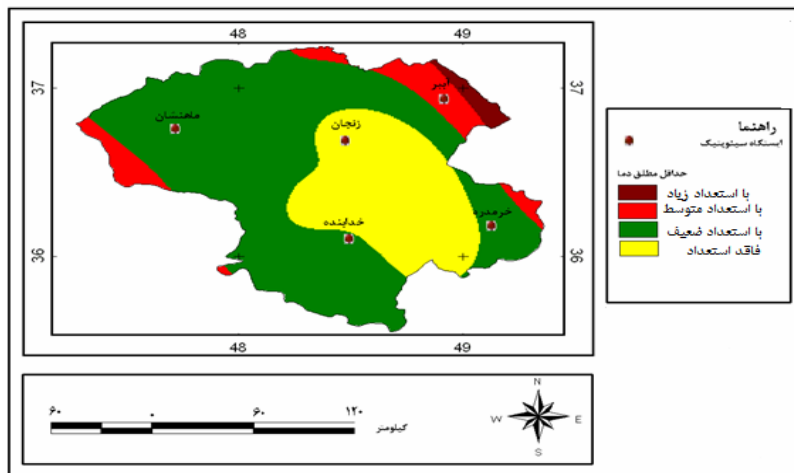 48 49
37 37
آببر
ماهنشان
زنجان
خرمدره
خدابنده
36 36
48 49
راهنما
ایستگاه سینوپتیک
حداقل مطلق دما
با استعداد زیاد
با استعداد متوسط
با استعداد ضعیف
فاقد استعداد
۶۰ ۰ ۶۰ ۱۲۰
کیلومتر
N
W E
S